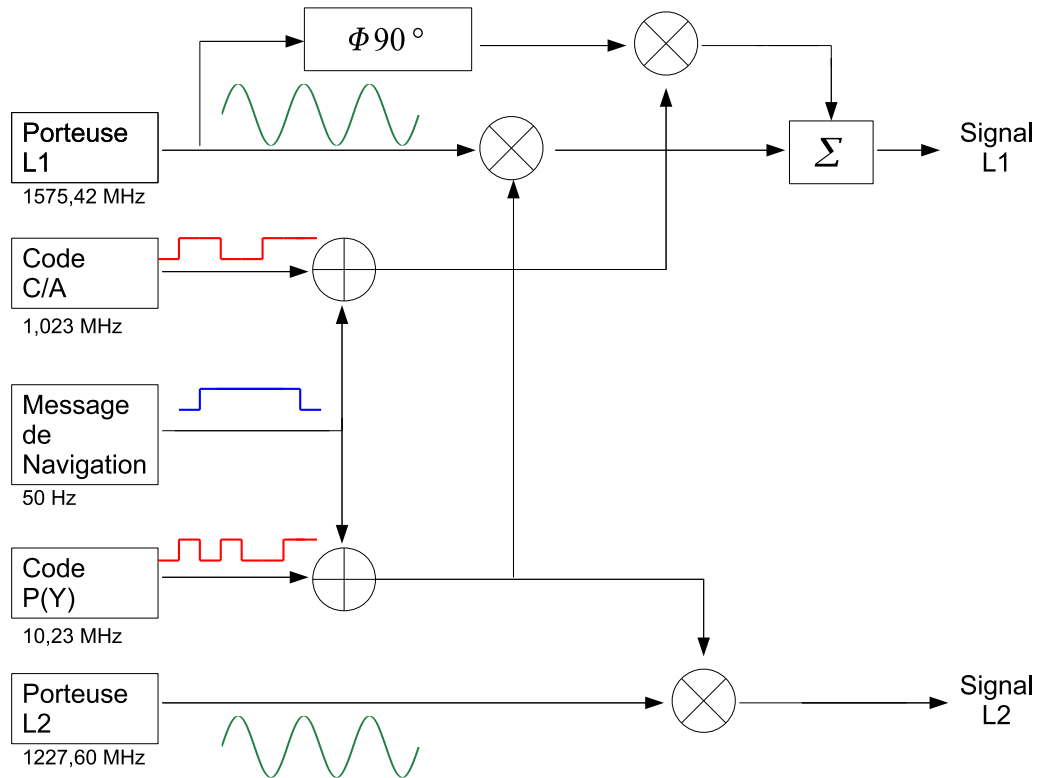 Φ90°
Porteuse
L1
1575,42 MHz
Σ
Signal
L1
Code
C/A
1,023 MHz
Message
de
Navigation
50 Hz
Code
P(Y)
10,23 MHz
Porteuse
L2
1227,60 MHz
Signal
L2